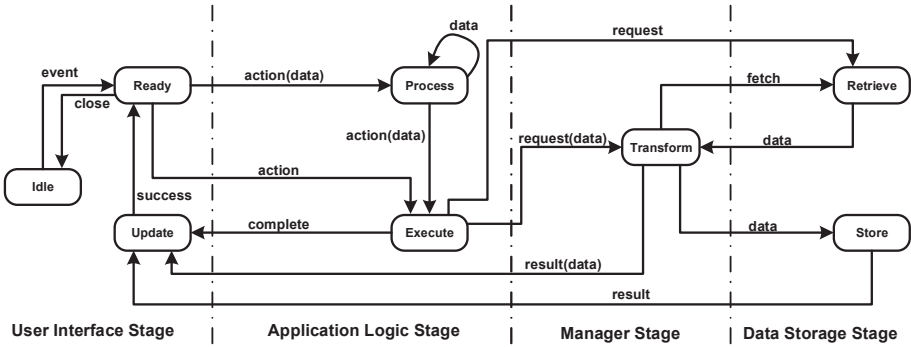 data
request
event
Ready
action(data)
Process
fetch
Retrieve
close
action(data)
request(data)
Transform
data
Idle
action
success
Update
complete
Execute
data
Store
result(data)
result
User Interface Stage
Application Logic Stage
Manager Stage
Data Storage Stage